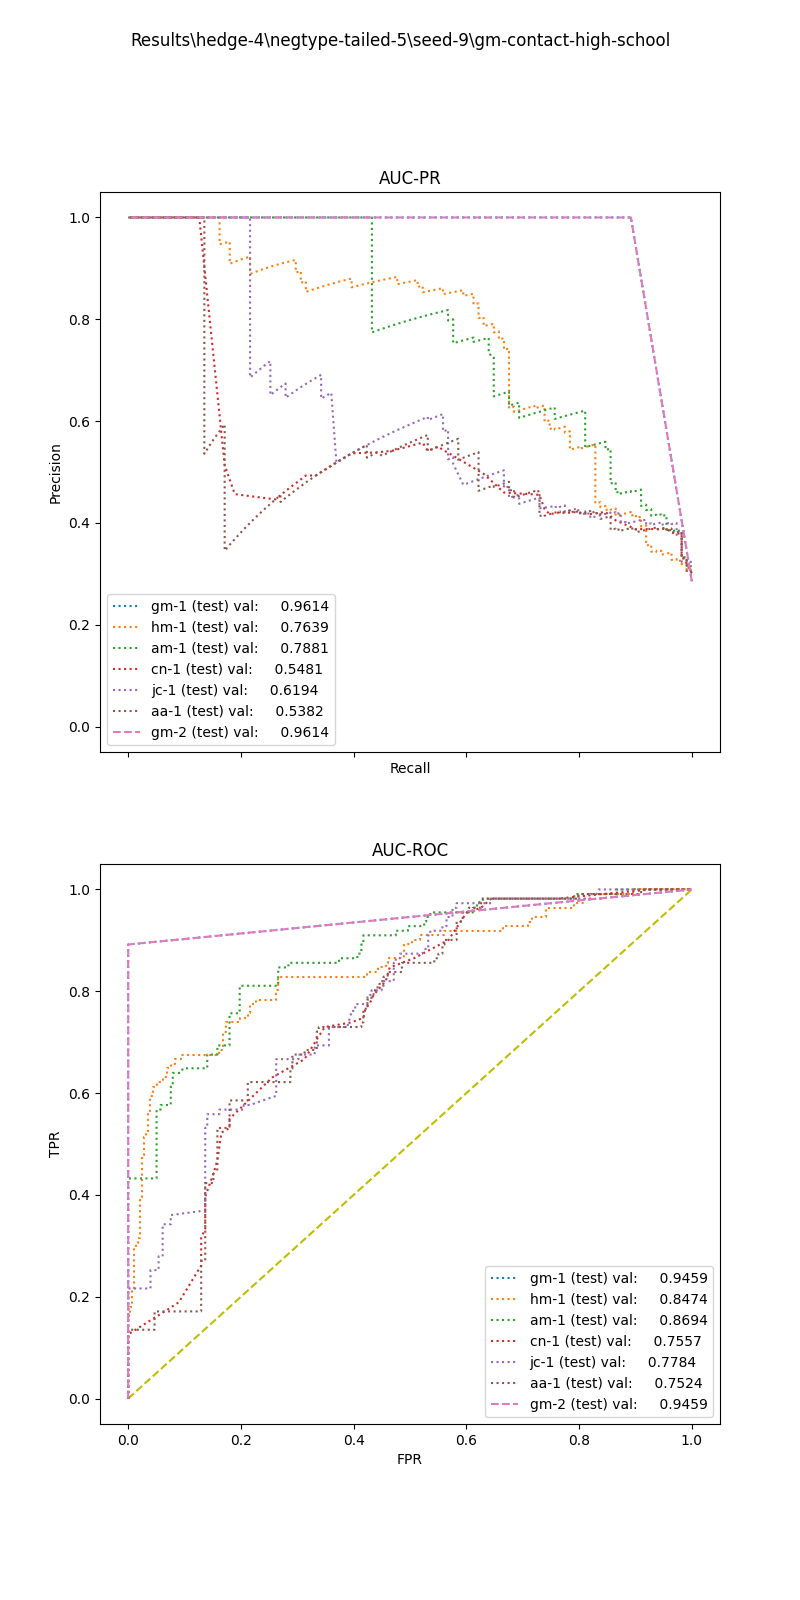 Results\hedge-4\negtype-tailed-5\seed-9\gm-contact-high-school
AUC-PR
1.0
0.8
0.6
0.4
0.2
0.0
Precision
gm-1 (test) val: 0.9614
hm-1 (test) val: 0.7639
am-1 (test) val: 0.7881
cn-1 (test) val: 0.5481
jc-1 (test) val: 0.6194
aa-1 (test) val: 0.5382
gm-2 (test) val: 0.9614
Recall
AUC-ROC
1.0
0.8
0.6
0.4
0.2
0.0
TPR
gm-1 (test) val: 0.9459
hm-1 (test) val: 0.8474
am-1 (test) val: 0.8694
cn-1 (test) val: 0.7557
jc-1 (test) val: 0.7784
aa-1 (test) val: 0.7524
gm-2 (test) val: 0.9459
0.0 0.2 0.4 0.6 0.8 1.0
FPR